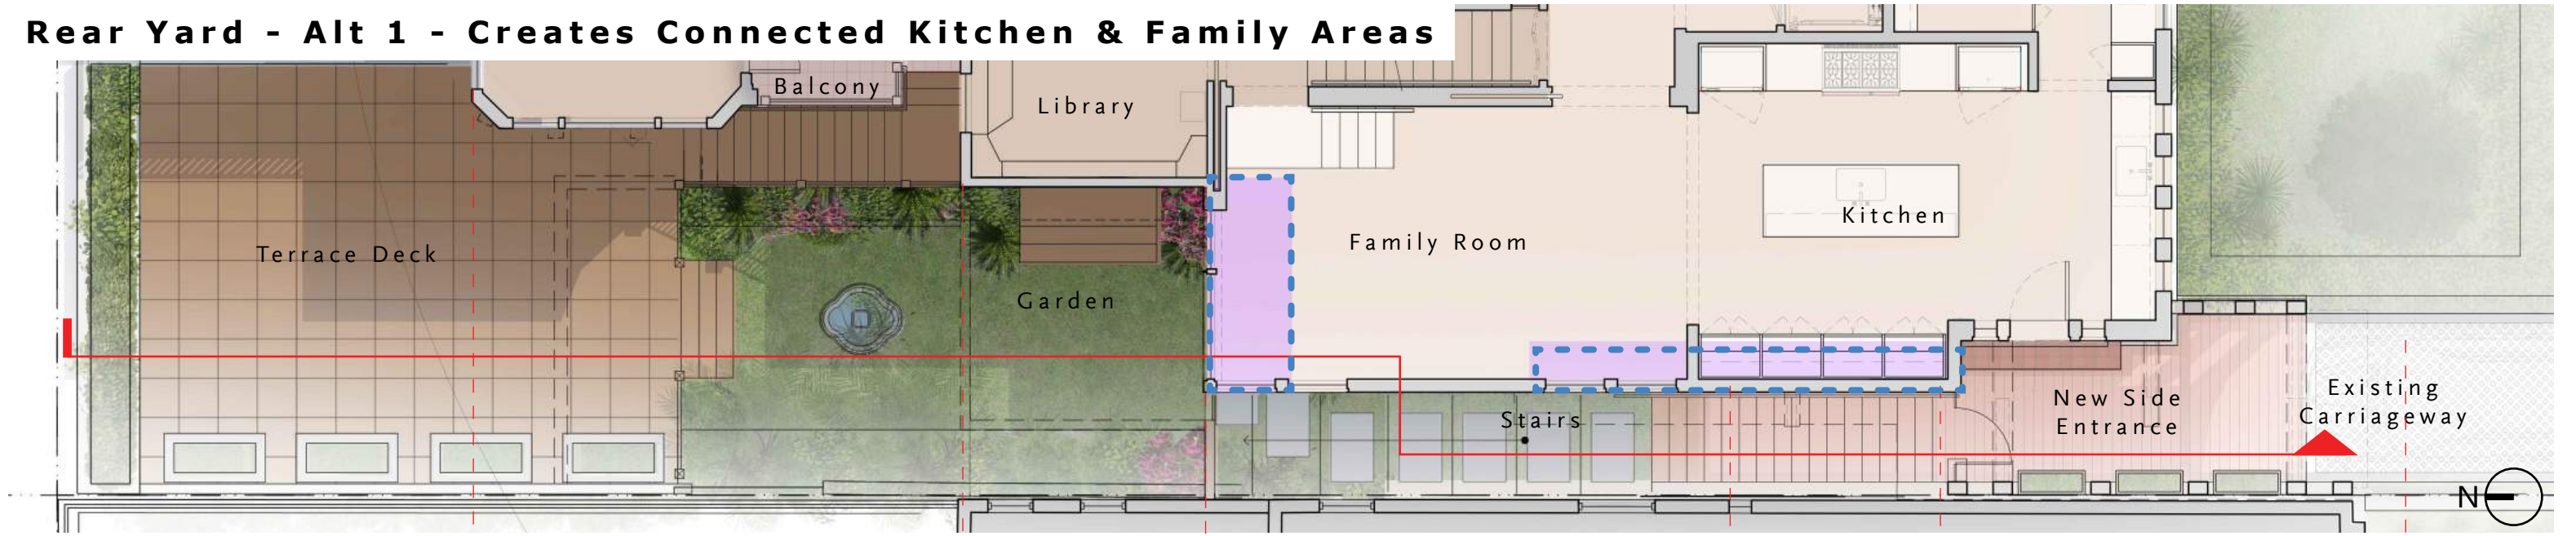 Rear Yard - Alt 1 - Creates Connected Kitchen & Family Areas
Balcony
Library
Terrace Deck
Garden
Family Room
Kitchen
Stairs
New Side
Entrance
Existing
Carriageway
N